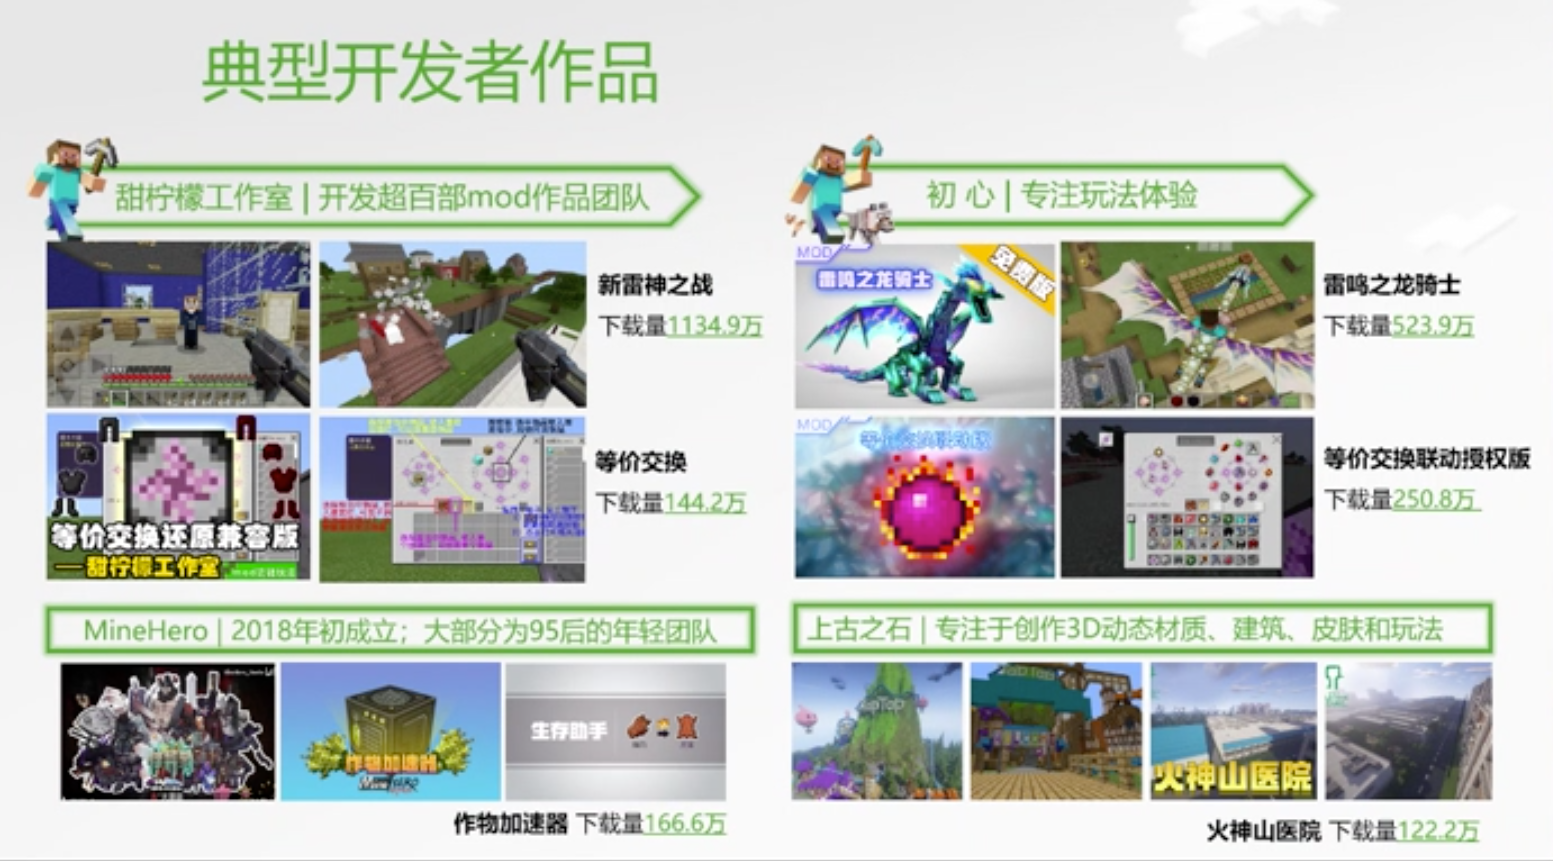 典型开发者作品
甜柠檬工作室 | 开发超百部mod作品团队
新雷神之战
下载量1134.9万
等价交换还原兼容版
——甜柠檬工作室
等价交换
下载量144.2万
初 心 | 专注玩法体验
MOD
雷鸣之龙骑士
免费版
雷鸣之龙骑士
下载量523.9万
MOD
等价交换联动版
等价交换联动授权版
下载量250.8万
MineHero | 2018年初成立；大部分为95后的年轻团队
作物加速器
MineHERO
生存助手
作物加速器 下载量166.6万
上古之石 | 专注于创作3D动态材质、建筑、皮肤和玩法
火神山医院
火神山医院 下载量122.2万